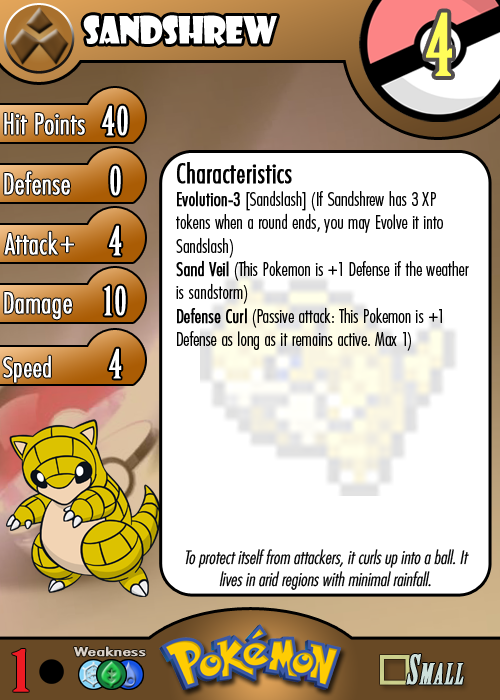 SANDSHREW
4
Hit Points 40
Defense 0
Attack+ 4
Damage 10
Speed 4
Characteristics
Evolution-3 [Sandslash] (If Sandshrew has 3 XP
tokens when a round ends, you may Evolve it into
Sandslash)
Sand Veil (This Pokemon is +1 Defense if the weather
is sandstorm)
Defense Curl (Passive attack: This Pokemon is +1
Defense as long as it remains active. Max 1)
To protect itself from attackers, it curls up into a ball. It
lives in arid regions with minimal rainfall.
1
Weakness
POKéMON
SMALL